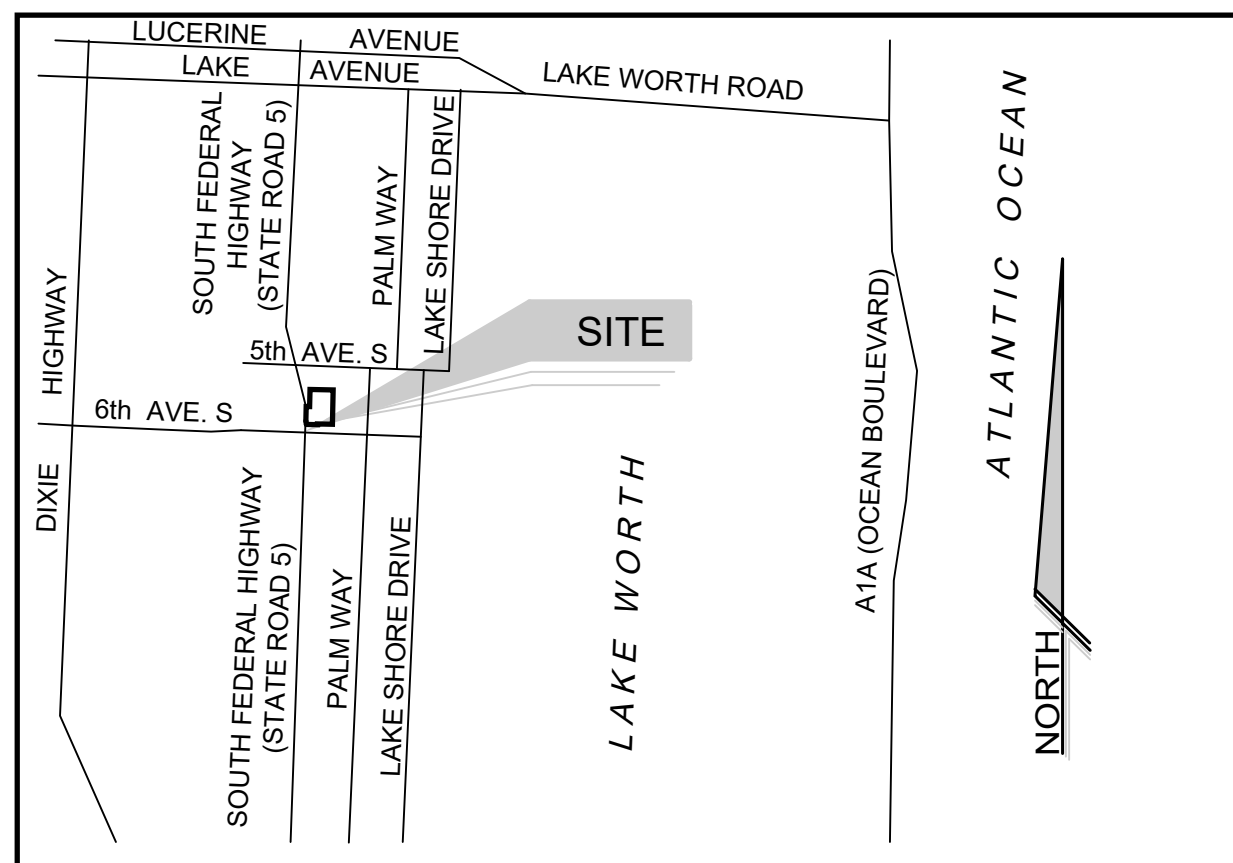 LUCERINE AVENUE
LAKE AVENUE
LAKE WORTH ROAD
SOUTH FEDERAL
HIGHWAY
(STATE ROAD 5)
PALM WAY
LAKE SHORE DRIVE
ATLANTIC OCEAN
DIXIE HIGHWAY
5th AVE. S
SITE
6th AVE. S
A1A (OCEAN BOULEVARD)
SOUTH FEDERAL HIGHWAY
(STATE ROAD 5)
PALM WAY
LAKE SHORE DRIVE
LAKE WORTH
NORTH